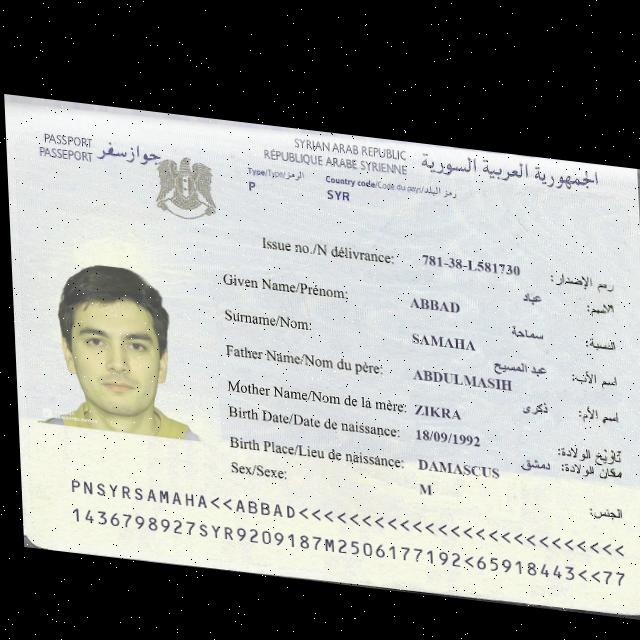 PASSPORT جواز سفر SYRIAN ARAB REPUBLIC الجمهورية العربية السورية
PASSEPORT RÉPUBLIQUE ARABE SYRIENNE
Type/Type/الرمز Country code/Code du pays/رمز البلد
P SYR
Issue no./N délivrance: 781-38-L581730 رمم الإصدار:
Given Name/Prénom: ABBAD عباد الاسم:
Surname/Nom: SAMAHA سماحة النسبة:
Father Name/Nom du père: ABDULMASIH عبد المسيح اسم الأب:
Mother Name/Nom de la mère: ZIKRA ذكرى اسم الأم:
Birth Date/Date de naissance: 18/09/1992 تاريخ الولادة:
Birth Place/Lieu de naissance: DAMASCUS دمشق مكان الولادة:
Sex/Sexe: M الجنس:
PNSYRSAMAHA<<ABBAD<<<<<<<<<<<<<<<<<<<<<<<<<<
1436798927SYR9209187M2506177192<65918443<<77